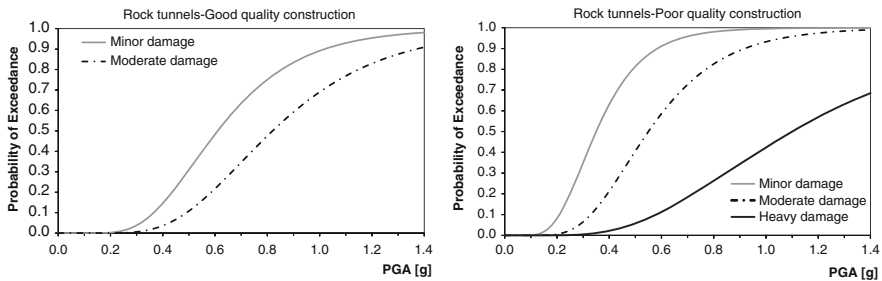 Rock tunnels-Good quality construction
Probability of Exceedance
1.0
0.9
0.8
0.7
0.6
0.5
0.4
0.3
0.2
0.1
0.0
Minor damage
Moderate damage
0.0 0.2 0.4 0.6 0.8 1.0 1.2 1.4
PGA [g]
Rock tunnels-Poor quality construction
Probability of Exceedance
1.0
0.9
0.8
0.7
0.6
0.5
0.4
0.3
0.2
0.1
0.0
Minor damage
Moderate damage
Heavy damage
0.0 0.2 0.4 0.6 0.8 1.0 1.2 1.4
PGA [g]